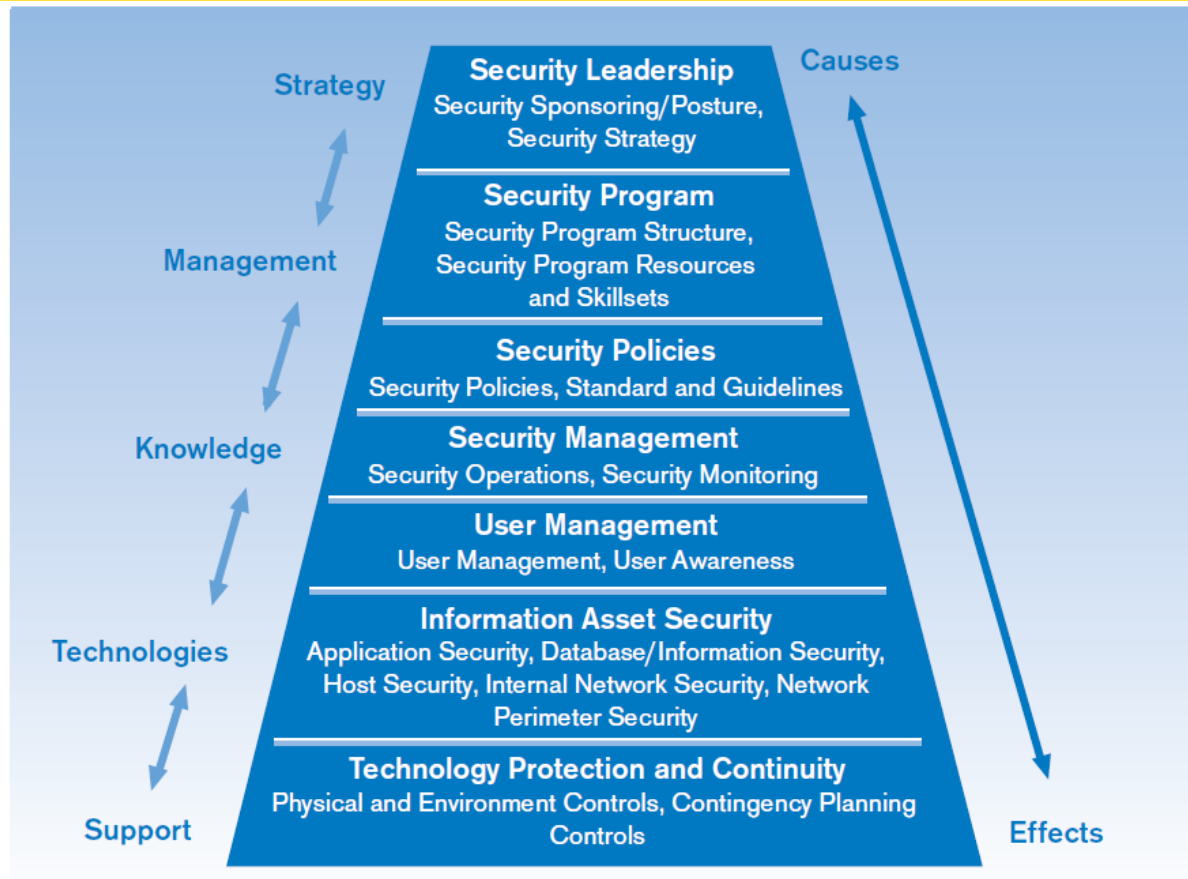 Strategy
Management
Knowledge
Technologies
Support
Security Leadership
Security Sponsoring/Posture,
Security Strategy
Security Program
Security Program Structure,
Security Program Resources
and Skillsets
Security Policies
Security Policies, Standard and Guidelines
Security Management
Security Operations, Security Monitoring
User Management
User Management, User Awareness
Information Asset Security
Application Security, Database/Information Security,
Host Security, Internal Network Security, Network
Perimeter Security
Technology Protection and Continuity
Physical and Environment Controls, Contingency Planning
Controls
Causes
Effects